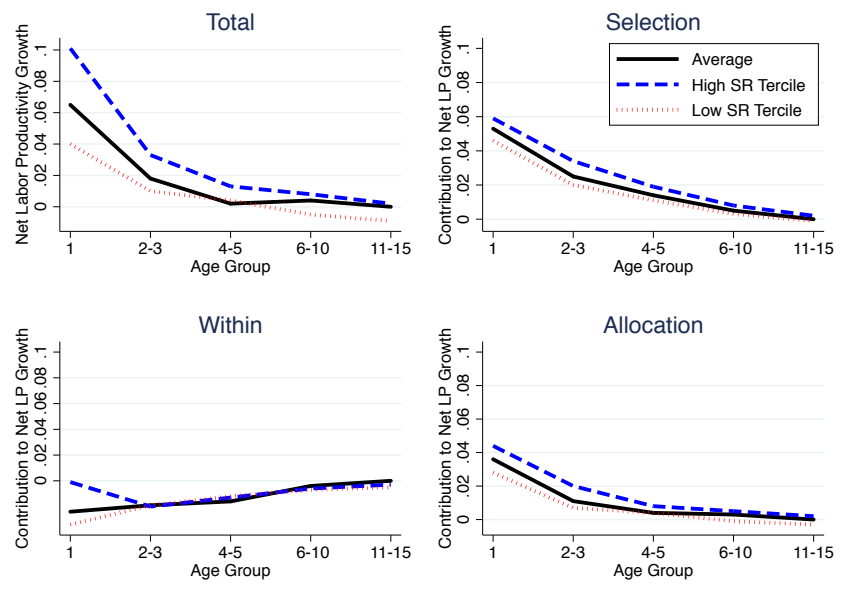 Total
Net Labor Productivity Growth
.1
.08
.06
.04
.02
0
1
2-3
4-5
6-10
11-15
Age Group
Selection
Contribution to Net LP Growth
.1
.08
.06
.04
.02
0
Average
High SR Tercile
Low SR Tercile
1
2-3
4-5
6-10
11-15
Age Group
Within
Contribution to Net LP Growth
.1
.08
.06
.04
.02
0
1
2-3
4-5
6-10
11-15
Age Group
Allocation
Contribution to Net LP Growth
.1
.08
.06
.04
.02
0
1
2-3
4-5
6-10
11-15
Age Group